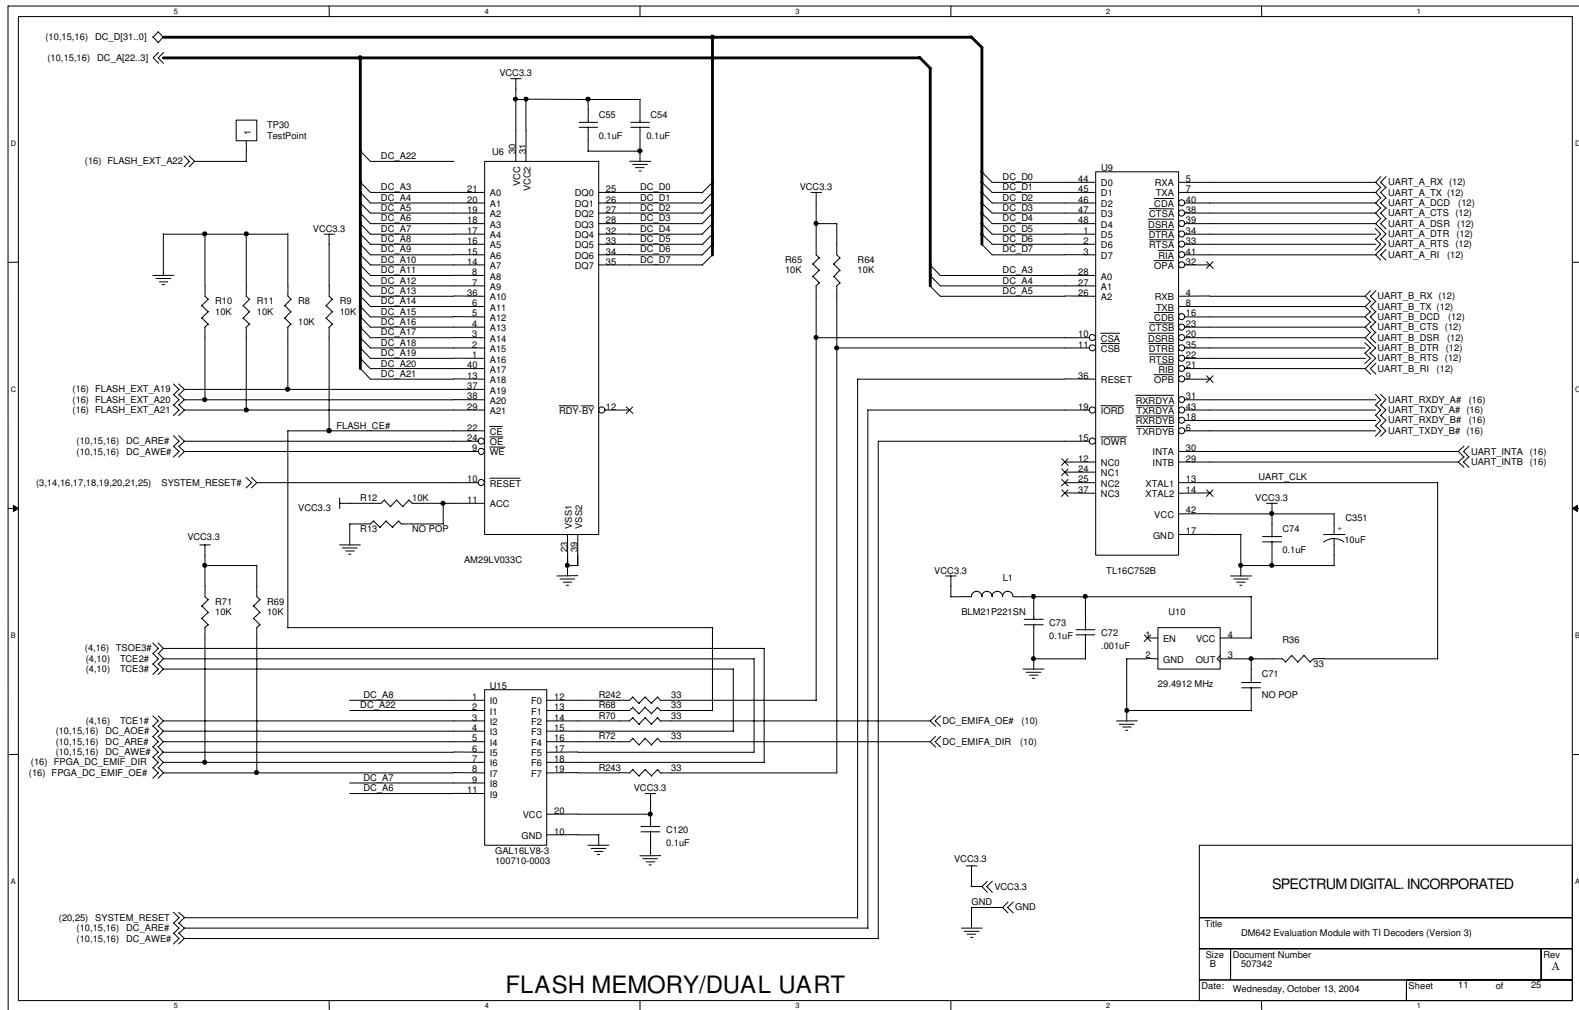 5 4 3 2 1
(10,15,16) DC_D[31..0]
(10,15,16) DC_A[22..3]
VCC3.3
C55
0.1uF
C54
0.1uF
TP30
TestPoint
1
(16) FLASH_EXT_A22
DC_A22
U6
30 VCC
31 VCC2
DC_A3 21 A0
DC_A4 20 A1
DC_A5 19 A2
DC_A6 18 A3
DC_A7 17 A4
DC_A8 16 A5
DC_A9 15 A6
DC_A10 14 A7
DC_A11 8 A8
DC_A12 7 A9
DC_A13 36 A10
DC_A14 6 A11
DC_A15 5 A12
DC_A16 4 A13
DC_A17 3 A14
DC_A18 2 A15
DC_A19 1 A16
DC_A20 40 A17
DC_A21 13 A18
37 A19
38 A20
29 A21
FLASH_CE# 22 CE
24 OE
9 WE
10 RESET
11 ACC
DQ0 25 DC_D0
DQ1 26 DC_D1
DQ2 27 DC_D2
DQ3 28 DC_D3
DQ4 32 DC_D4
DQ5 33 DC_D5
DQ6 34 DC_D6
DQ7 35 DC_D7
RDY-BY 12
VSS1 23
VSS2 39
AM29LV033C
VCC3.3
R10
10K
R11
10K
R8
10K
R9
10K
(16) FLASH_EXT_A19
(16) FLASH_EXT_A20
(16) FLASH_EXT_A21
(10,15,16) DC_ARE#
(10,15,16) DC_AWE#
(3,14,16,17,18,19,20,21,25) SYSTEM_RESET#
VCC3.3
R12 10K
R13 NO POP
VCC3.3
R65
10K
R64
10K
U9
DC_D0 44 D0
DC_D1 45 D1
DC_D2 46 D2
DC_D3 47 D3
DC_D4 48 D4
DC_D5 1 D5
DC_D6 2 D6
DC_D7 3 D7
DC_A3 28 A0
DC_A4 27 A1
DC_A5 26 A2
10 CSA
11 CSB
36 RESET
19 IORD
15 IOWR
12 NC0
24 NC1
25 NC2
37 NC3
RXA 5 UART_A_RX (12)
TXA 7 UART_A_TX (12)
CDA 40 UART_A_DCD (12)
CTSA 38 UART_A_CTS (12)
DSRA 39 UART_A_DSR (12)
DTRA 34 UART_A_DTR (12)
RTSA 33 UART_A_RTS (12)
RIA 41 UART_A_RI (12)
OPA 32
RXB 4 UART_B_RX (12)
TXB 8 UART_B_TX (12)
CDB 16 UART_B_DCD (12)
CTSB 23 UART_B_CTS (12)
DSRB 20 UART_B_DSR (12)
DTRB 35 UART_B_DTR (12)
RTSB 22 UART_B_RTS (12)
RIB 21 UART_B_RI (12)
OPB 9
RXRDYA 31 UART_RXDY_A# (16)
TXRDYA 43 UART_TXDY_A# (16)
RXRDYB 18 UART_RXDY_B# (16)
TXRDYB 6 UART_TXDY_B# (16)
INTA 30 UART_INTA (16)
INTB 29 UART_INTB (16)
XTAL1 13 UART_CLK
XTAL2 14
VCC 42
GND 17
TL16C752B
VCC3.3
C74
0.1uF
C351
+
10uF
VCC3.3
L1
BLM21P221SN
C73
0.1uF
C72
.001uF
U10
1 EN VCC 4
2 GND OUT 3
29.4912 MHz
R36
33
C71
NO POP
VCC3.3
R71
10K
R69
10K
(4,16) TSOE3#
(4,10) TCE2#
(4,10) TCE3#
(4,16) TCE1#
(10,15,16) DC_AOE#
(10,15,16) DC_ARE#
(10,15,16) DC_AWE#
(16) FPGA_DC_EMIF_DIR
(16) FPGA_DC_EMIF_OE#
U15
DC_A8 1 I0
DC_A22 2 I1
3 I2
4 I3
5 I4
6 I5
7 I6
8 I7
DC_A7 9 I8
DC_A6 11 I9
F0 12 R242 33
F1 13 R68 33
F2 14 R70 33 DC_EMIFA_OE# (10)
F3 15
F4 16 R72 33 DC_EMIFA_DIR (10)
F5 17
F6 18
F7 19 R243 33
VCC 20
GND 10
VCC3.3
C120
0.1uF
GAL16LV8-3
100710-0003
(20,25) SYSTEM_RESET
(10,15,16) DC_ARE#
(10,15,16) DC_AWE#
VCC3.3
VCC3.3
GND
GND
FLASH MEMORY/DUAL UART
SPECTRUM DIGITAL. INCORPORATED
Title
DM642 Evaluation Module with TI Decoders (Version 3)
Size
B
Document Number
507342
Rev
A
Date: Wednesday, October 13, 2004 Sheet 11 of 25
D C B A
D C B A
5 4 3 2 1